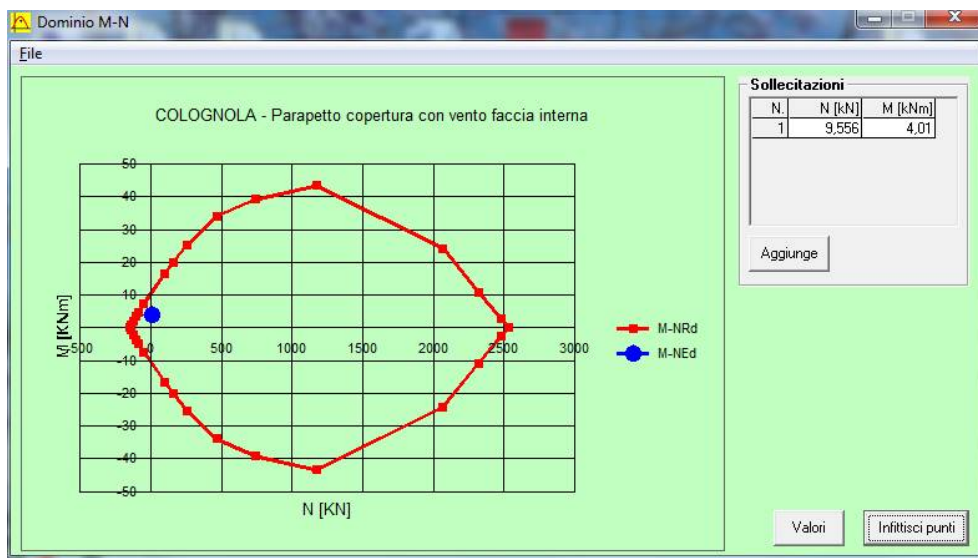 Dominio M-N
File
COLOGNOLA - Parapetto copertura con vento faccia interna
50
40
30
20
10
-500 0 500 1000 1500 2000 2500 3000
-10
-20
-30
-40
-50
M [KNm]
N [KN]
M-NRd
M-NEd
Sollecitazioni
N. N [kN] M [kNm]
1 9,556 4,01
Aggiunge
Valori
Infittisci punti